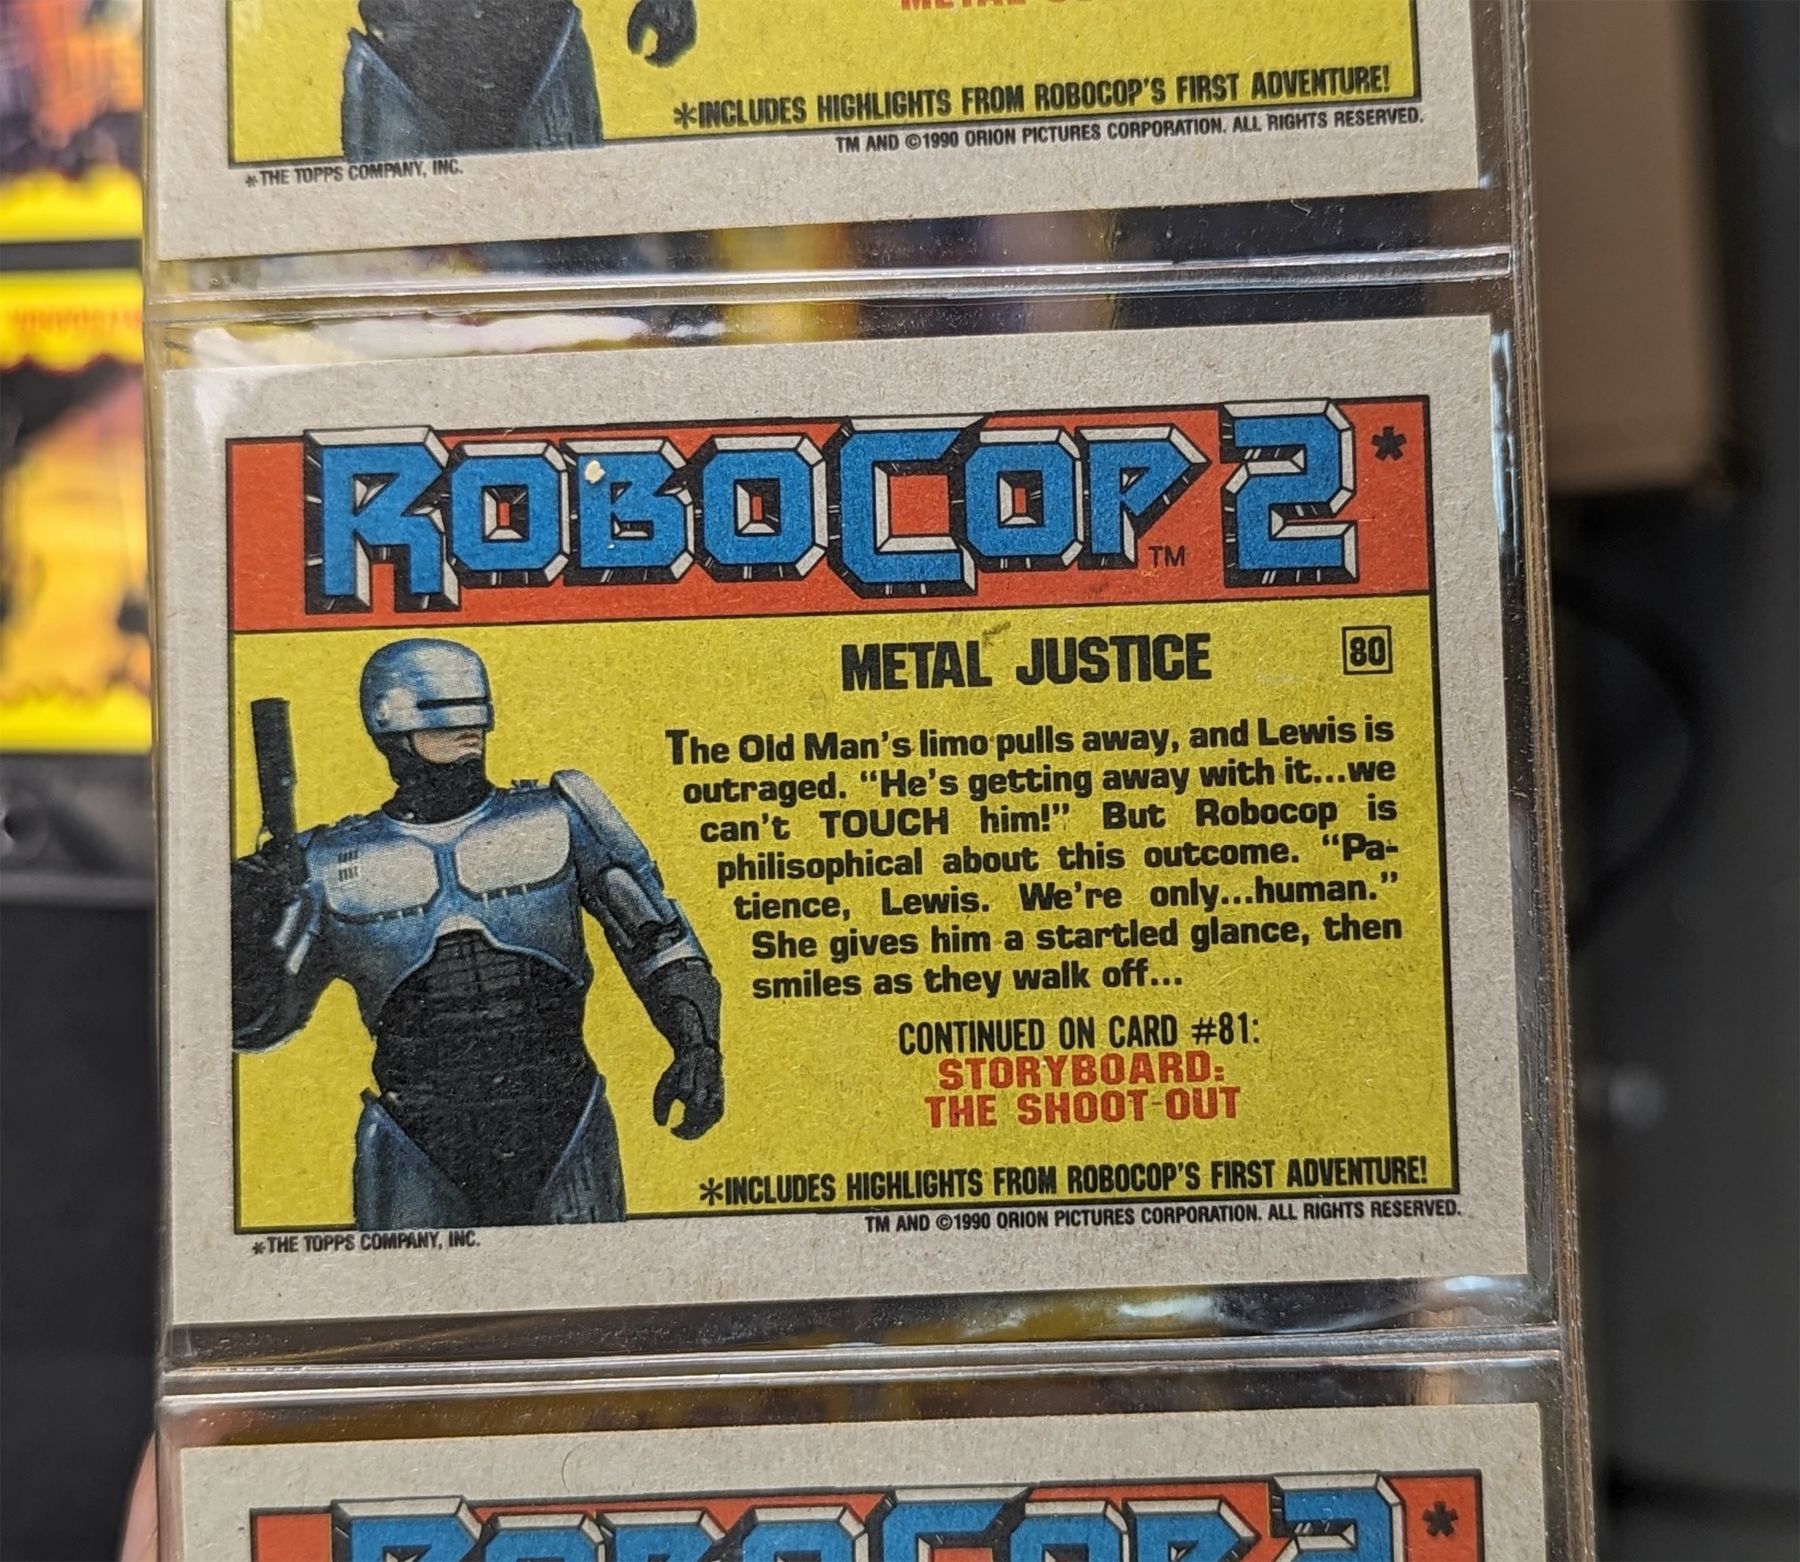 *INCLUDES HIGHLIGHTS FROM ROBOCOP'S FIRST ADVENTURE!
TM AND ©1990 ORION PICTURES CORPORATION. ALL RIGHTS RESERVED.
*THE TOPPS COMPANY, INC.
ROBOCOP 2 *
TM
METAL JUSTICE 80
The Old Man's limo pulls away, and Lewis is
outraged. "He's getting away with it...we
can't TOUCH him!" But Robocop is
philisophical about this outcome. "Pa-
tience, Lewis. We're only...human."
She gives him a startled glance, then
smiles as they walk off...
CONTINUED ON CARD #81:
STORYBOARD:
THE SHOOT-OUT
*INCLUDES HIGHLIGHTS FROM ROBOCOP'S FIRST ADVENTURE!
TM AND ©1990 ORION PICTURES CORPORATION. ALL RIGHTS RESERVED.
*THE TOPPS COMPANY, INC.
ROBOCOP 2 *